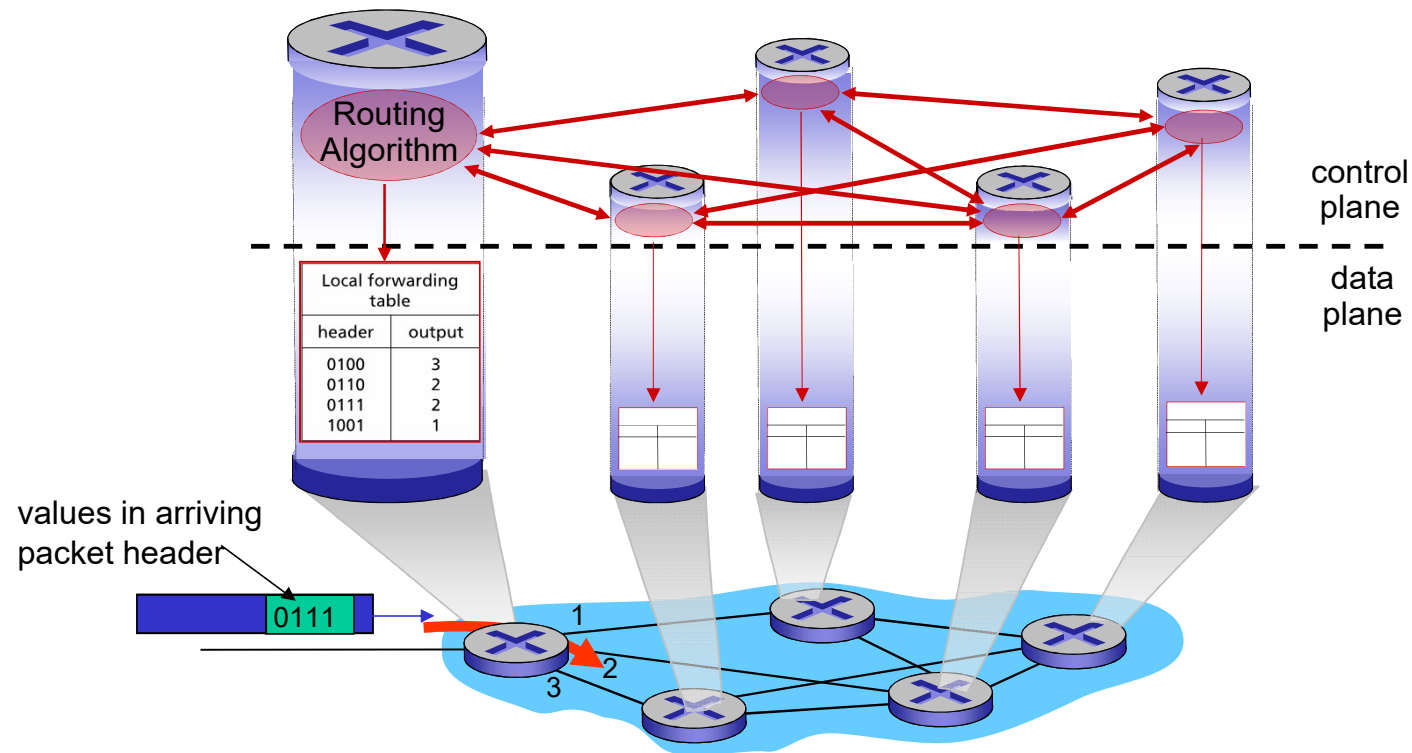 Routing
Algorithm
control
plane
data
plane
Local forwarding
table
header output
0100 3
0110 2
0111 2
1001 1
values in arriving
packet header
0111
1
2
3